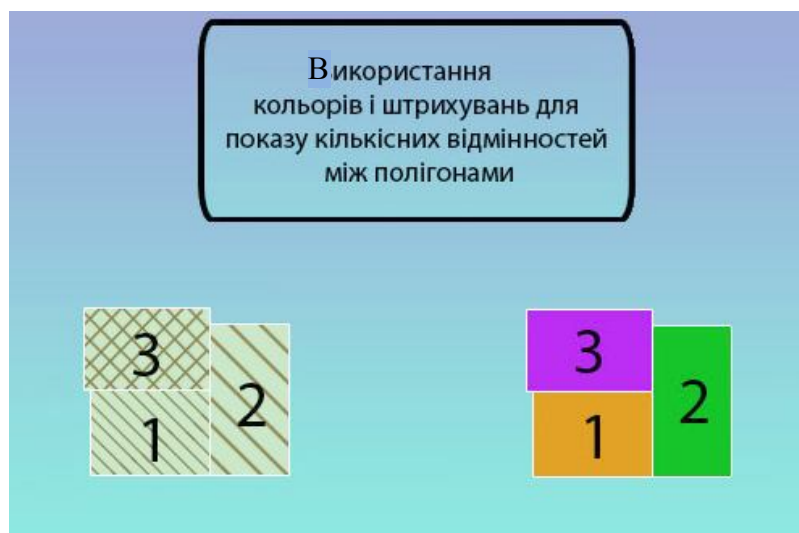 Використання
кольорів і штрихувань для
показу кількісних відмінностей
між полігонами
3
2
1
3
2
1